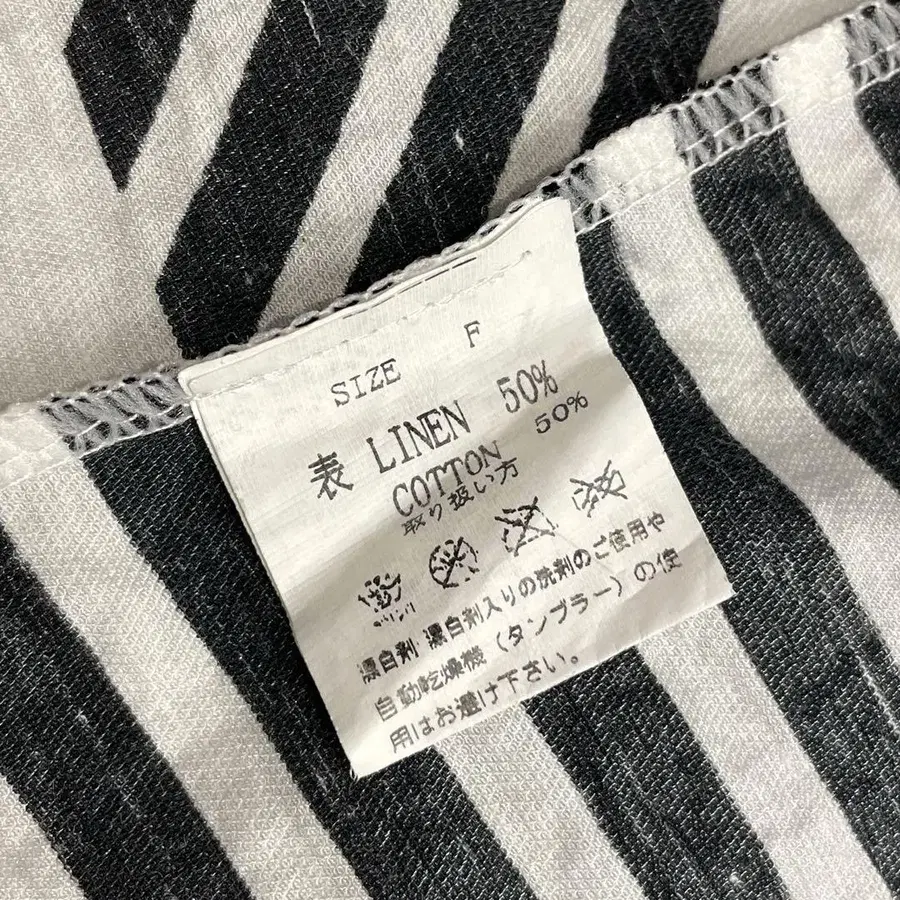 SIZE F
表 LINEN 50%
COTTON 50%
取り扱い方
漂白剤・漂白剤入りの洗剤のご使用や
自動乾燥機(タンブラー)の使
用はお避け下さい。